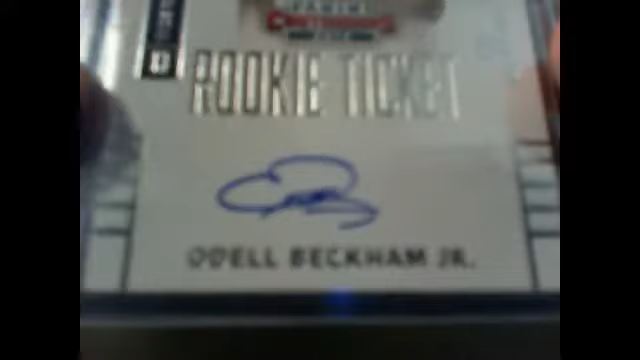 PANINI
CONTENDERS
ROOKIE TICKET
ODELL BECKHAM JR.